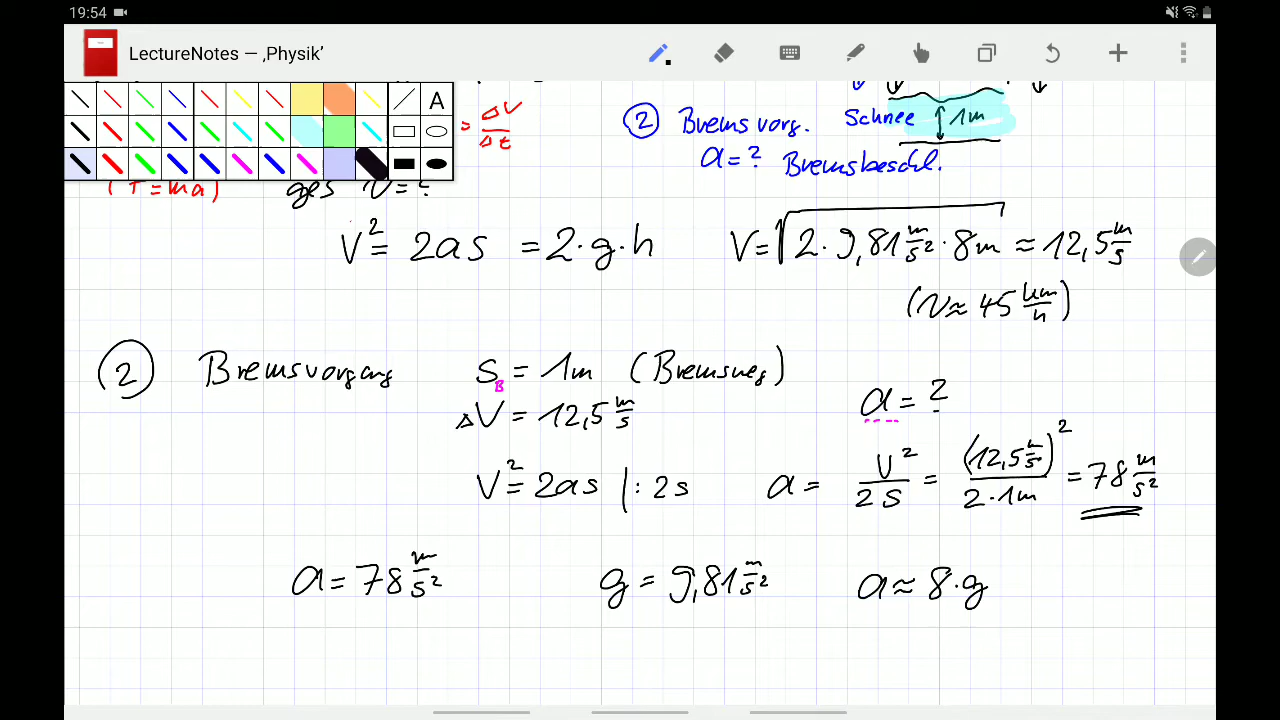 19:54
LectureNotes — ‚Physik’
A
= ΔV/Δt
② Bremsvorg.
a = ? Bremsbeschl.
Schnee 1m
(F = ma)
ges v = ?
V² = 2as = 2·g·h
V = √(2·9,81 m/s² · 8m) ≈ 12,5 m/s
(v ≈ 45 km/h)
② Bremsvorgang
s_B = 1m (Bremsweg)
ΔV = 12,5 m/s
a = ?
V² = 2as |: 2s
a = V²/2s = (12,5 m/s)²/2·1m = 78 m/s²
a = 78 m/s²
g = 9,81 m/s²
a ≈ 8·g